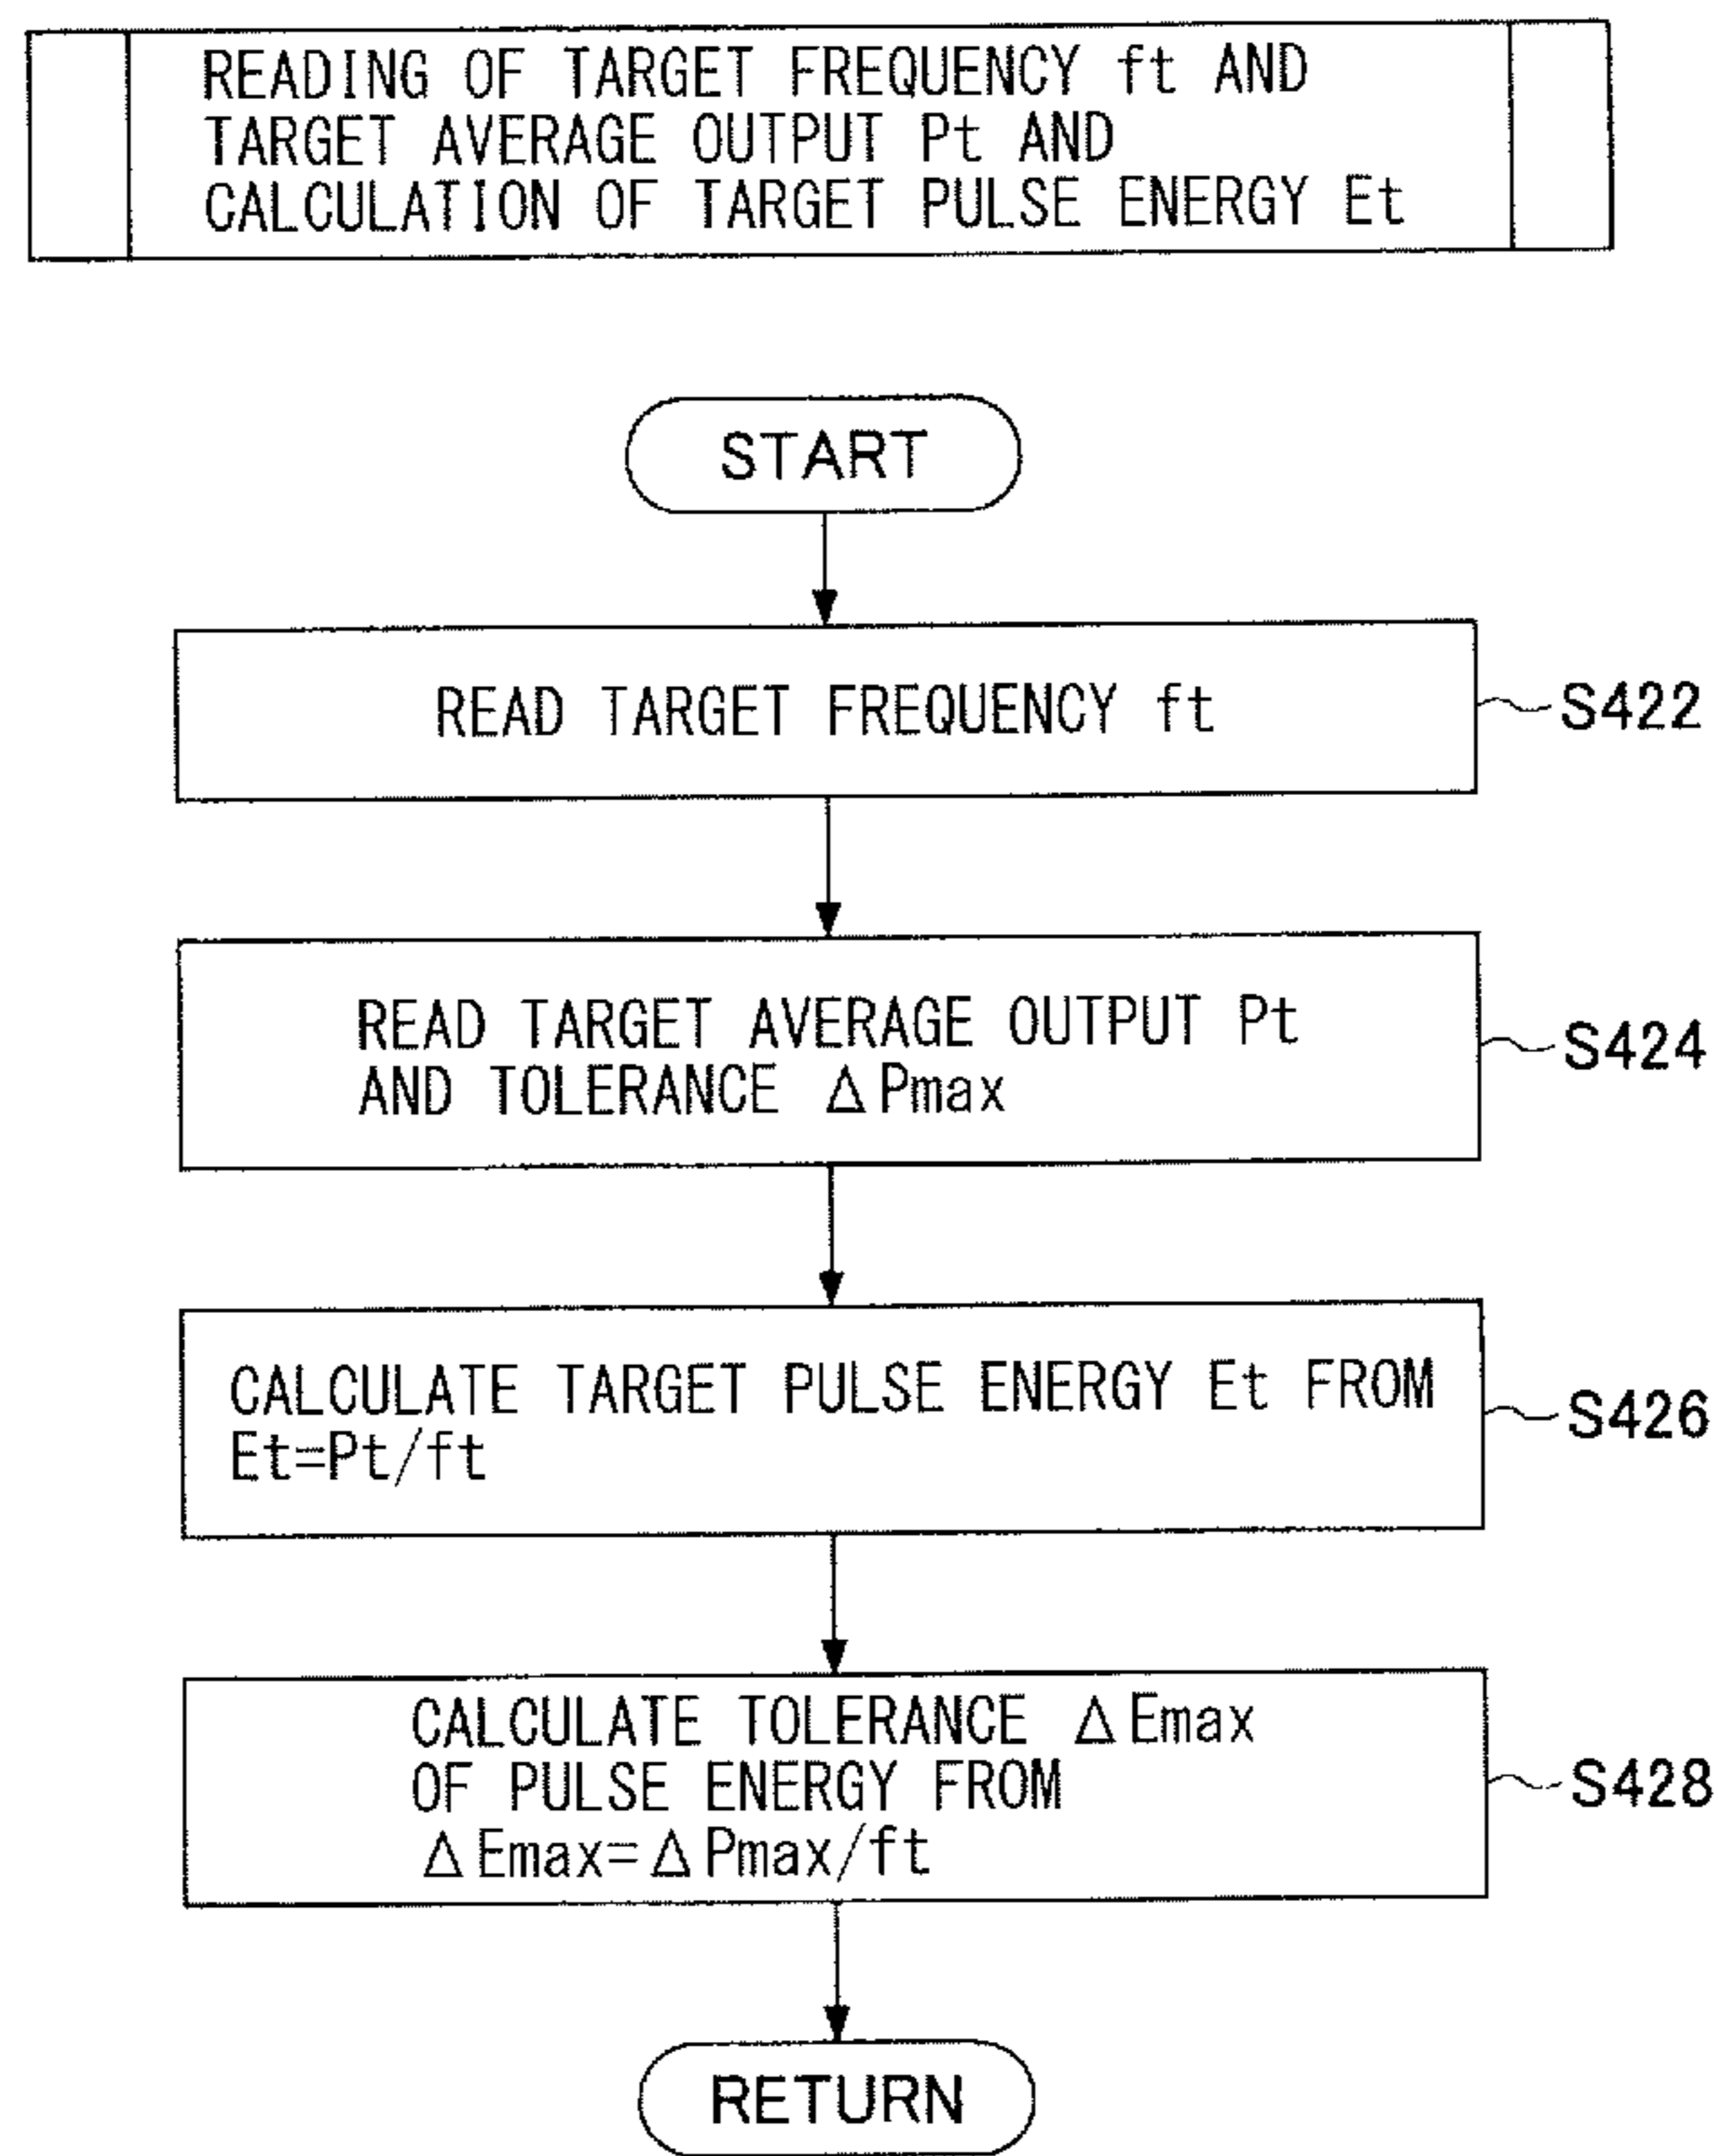 READING OF TARGET FREQUENCY ft AND
TARGET AVERAGE OUTPUT Pt AND
CALCULATION OF TARGET PULSE ENERGY Et
START
READ TARGET FREQUENCY ft
S422
READ TARGET AVERAGE OUTPUT Pt
AND TOLERANCE ΔPmax
S424
CALCULATE TARGET PULSE ENERGY Et FROM
Et=Pt/ft
S426
CALCULATE TOLERANCE ΔEmax
OF PULSE ENERGY FROM
ΔEmax=ΔPmax/ft
S428
RETURN